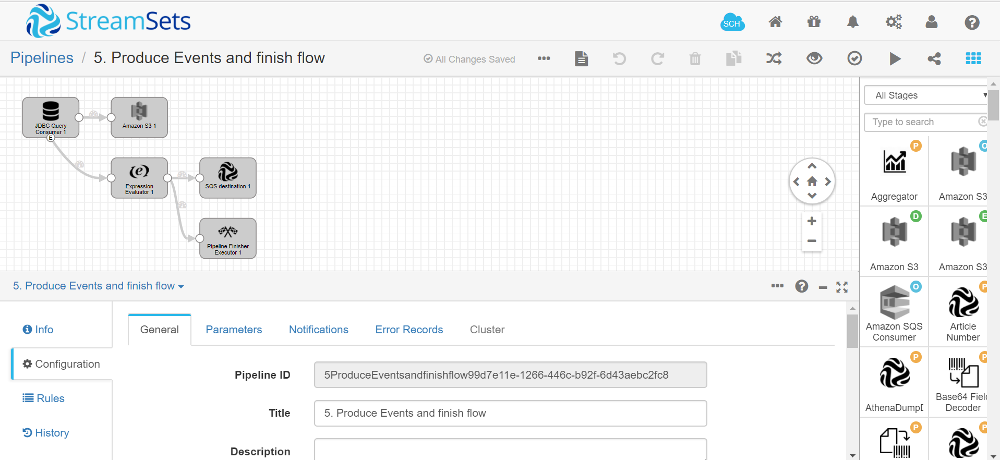 StreamSets
SCH
Pipelines / 5. Produce Events and finish flow
All Changes Saved
JDBC Query
Consumer 1
E
Amazon S3 1
Expression
Evaluator 1
SQS destination 1
Pipeline Finisher
Executor 1
All Stages
Type to search
P
Aggregator
O
Amazon S3
D
Amazon S3
E
Amazon S3
O
Amazon SQS
Consumer
P
Article
Number
P
AthenaDumpD
P
Base64 Field
Decoder
P
P
5. Produce Events and finish flow
Info
Configuration
Rules
History
General
Parameters
Notifications
Error Records
Cluster
Pipeline ID
5ProduceEventsandfinishflow99d7e11e-1266-446c-b92f-6d43aebc2fc8
Title
5. Produce Events and finish flow
Description